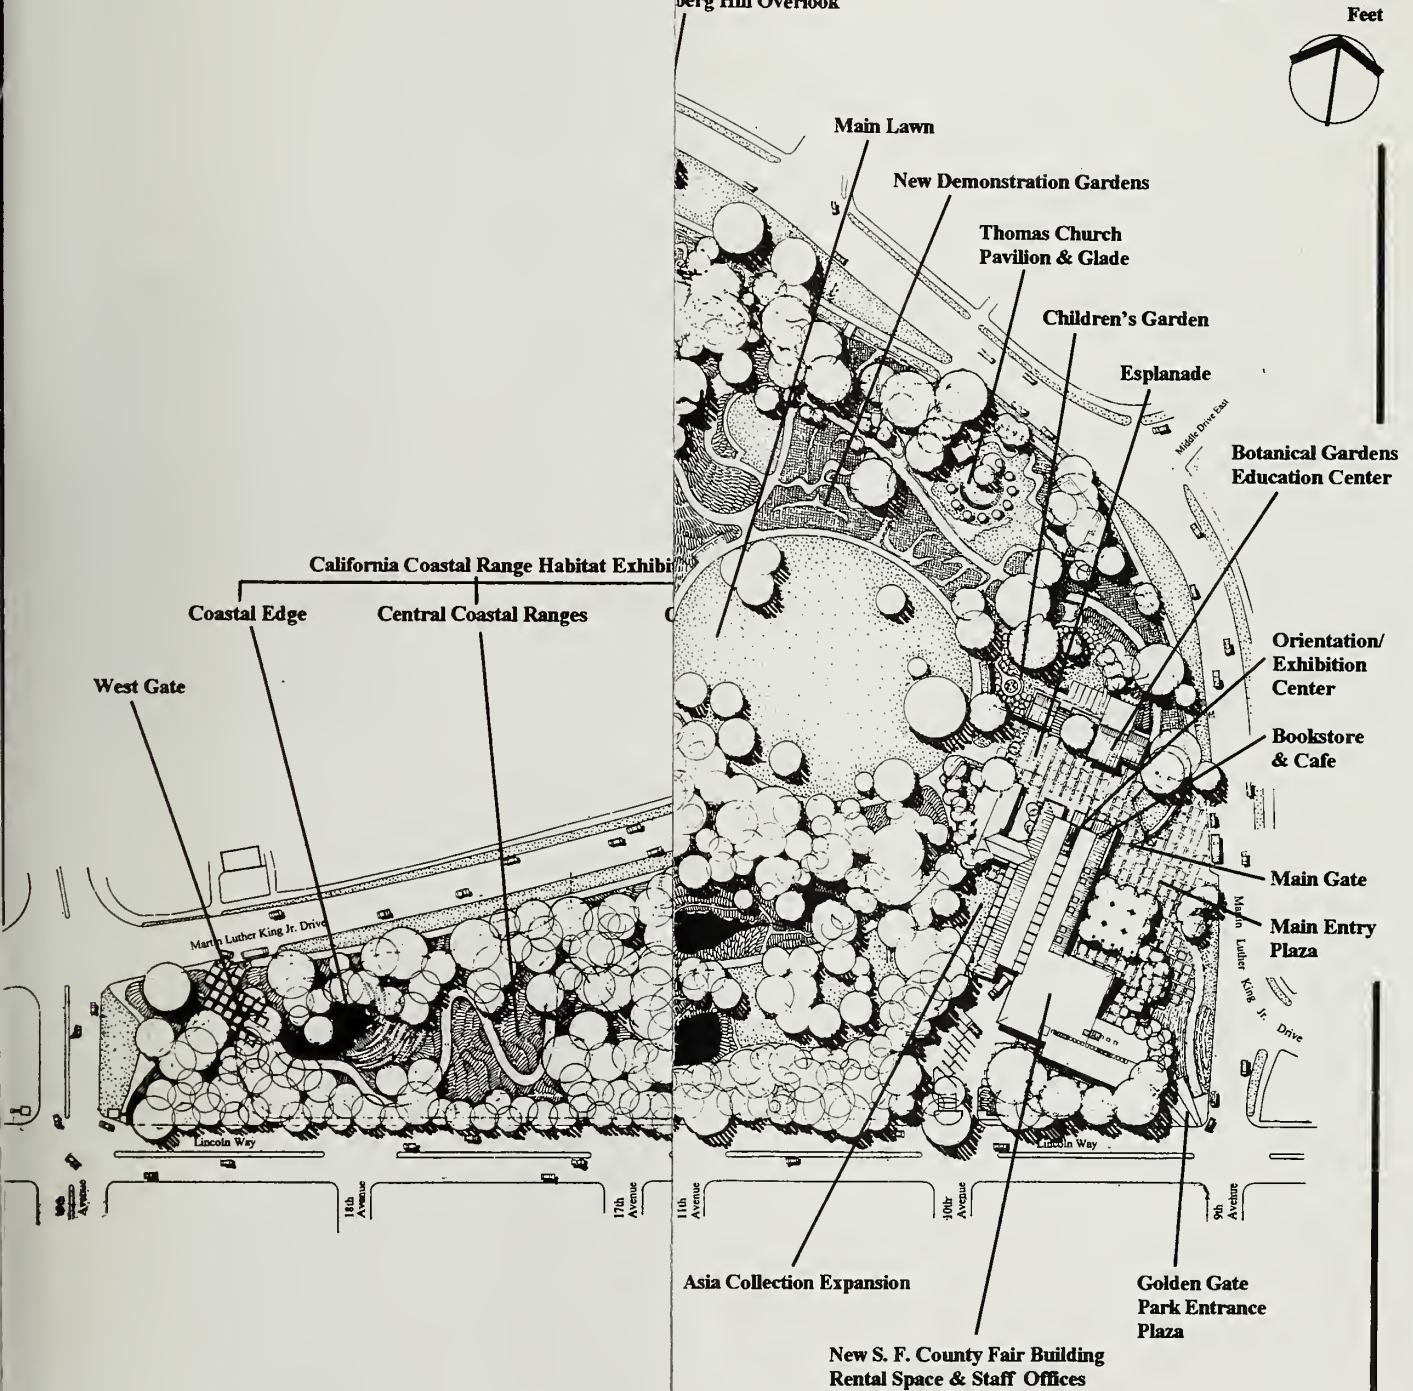 Hill Overlook
Feet
Main Lawn
New Demonstration Gardens
Thomas Church
Pavilion & Glade
Children's Garden
Esplanade
Middle Drive East
Botanical Gardens
Education Center
California Coastal Range Habitat Exhibi
Coastal Edge
Central Coastal Ranges
Orientation/
Exhibition
Center
West Gate
Bookstore
& Cafe
Main Gate
Main Entry
Plaza
Martin Luther King Jr. Drive
Martin Luther King Jr. Drive
Lincoln Way
Lincoln Way
Avenue
18th
Avenue
17th
Avenue
11th
Avenue
10th
Avenue
9th
Avenue
Asia Collection Expansion
Golden Gate
Park Entrance
Plaza
New S. F. County Fair Building
Rental Space & Staff Offices